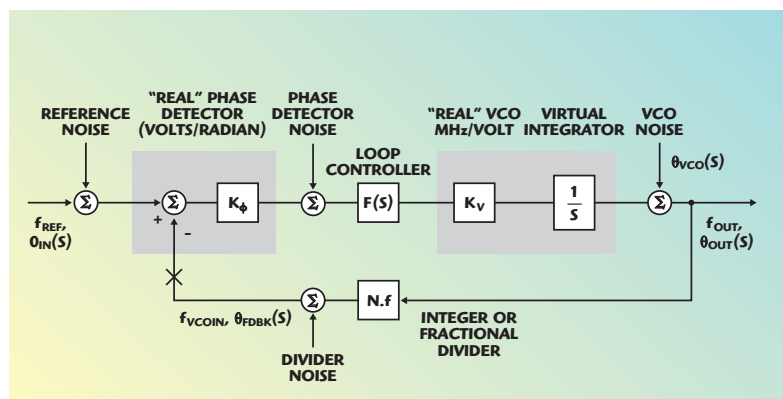 REFERENCE
NOISE
“REAL” PHASE
DETECTOR
(VOLTS/RADIAN)
PHASE
DETECTOR
NOISE
LOOP
CONTROLLER
“REAL” VCO
MHz/VOLT
VIRTUAL
INTEGRATOR
VCO
NOISE
θVCO(S)
Σ
+
Σ
–
Kϕ
Σ
F(S)
KV
1
S
Σ
fREF,
0IN(S)
fOUT,
θOUT(S)
fVCOIN, θFDBK(S)
Σ
N.f
DIVIDER
NOISE
INTEGER OR
FRACTIONAL
DIVIDER